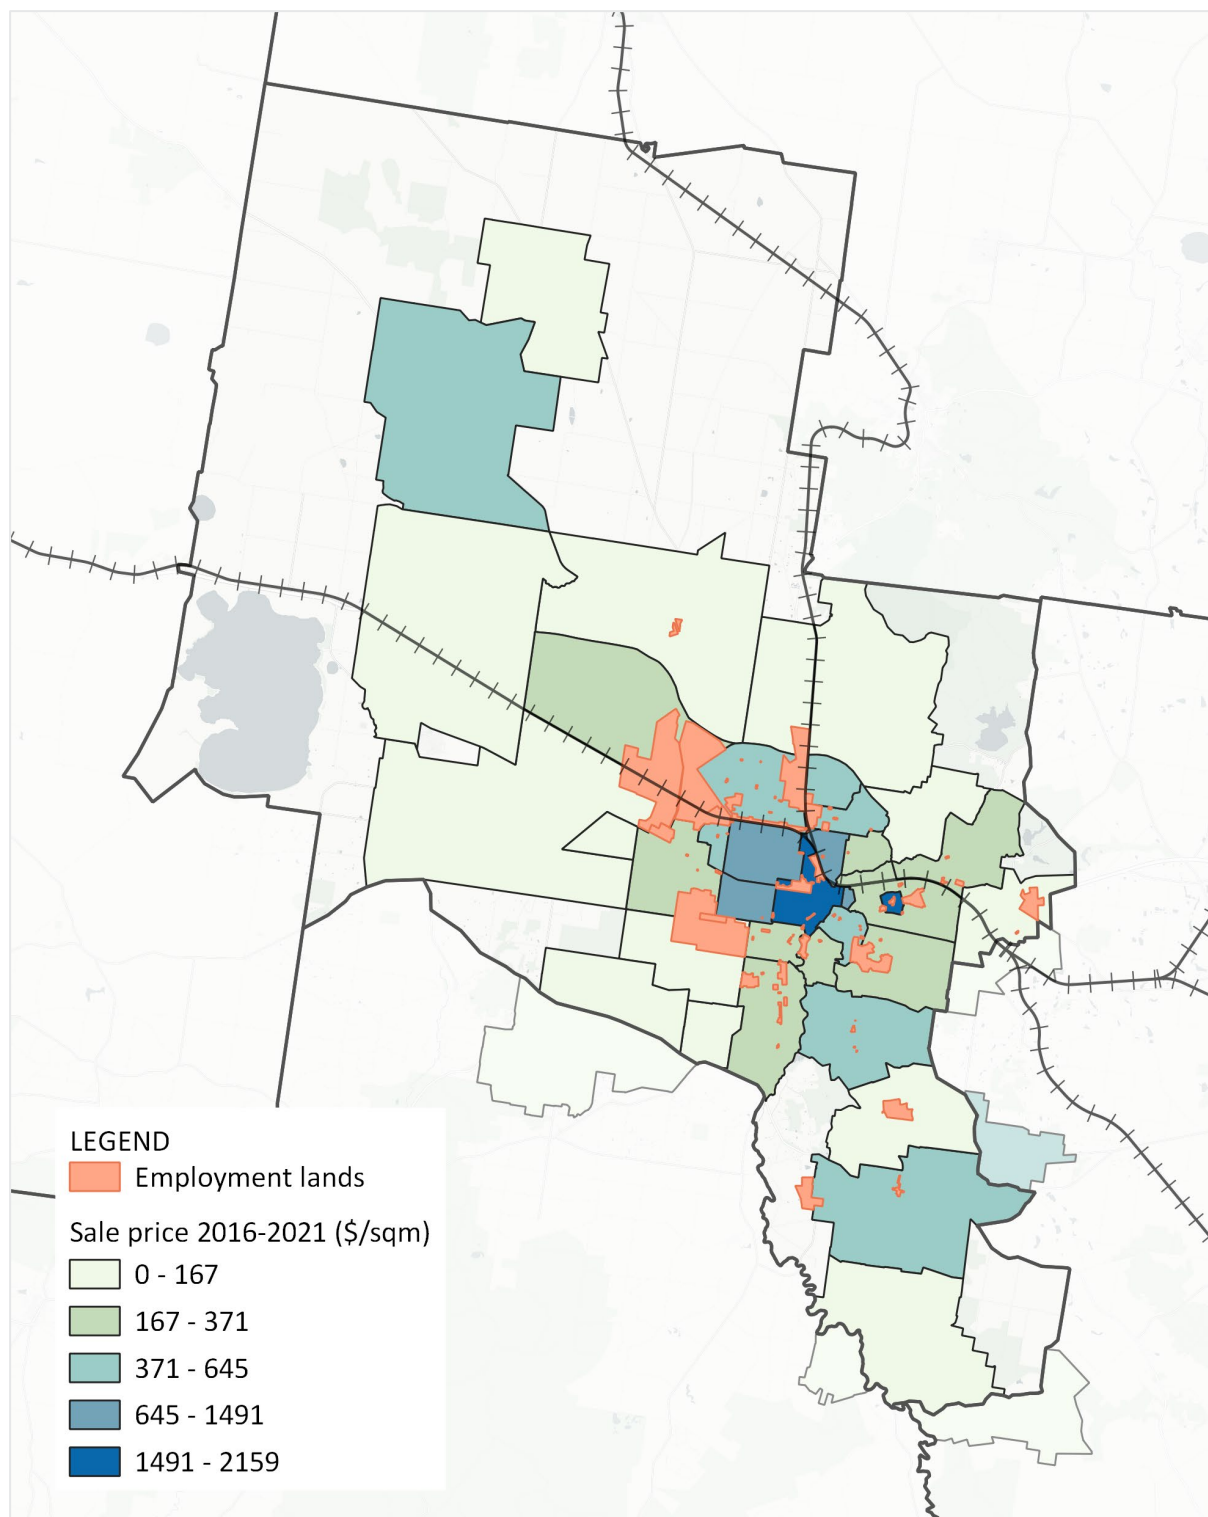 LEGEND
Employment lands
Sale price 2016-2021 ($/sqm)
0 - 167
167 - 371
371 - 645
645 - 1491
1491 - 2159